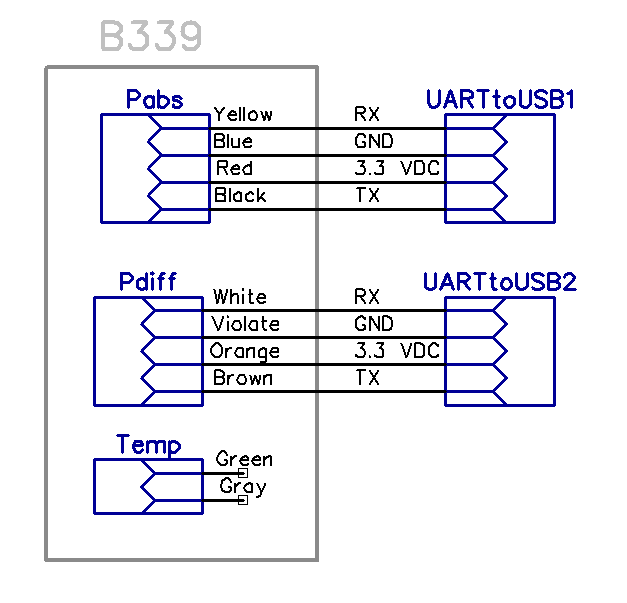 B339
Pabs UARTtoUSB1
Yellow RX
Blue GND
Red 3.3 VDC
Black TX
Pdiff UARTtoUSB2
White RX
Violate GND
Orange 3.3 VDC
Brown TX
Temp
Green
Gray